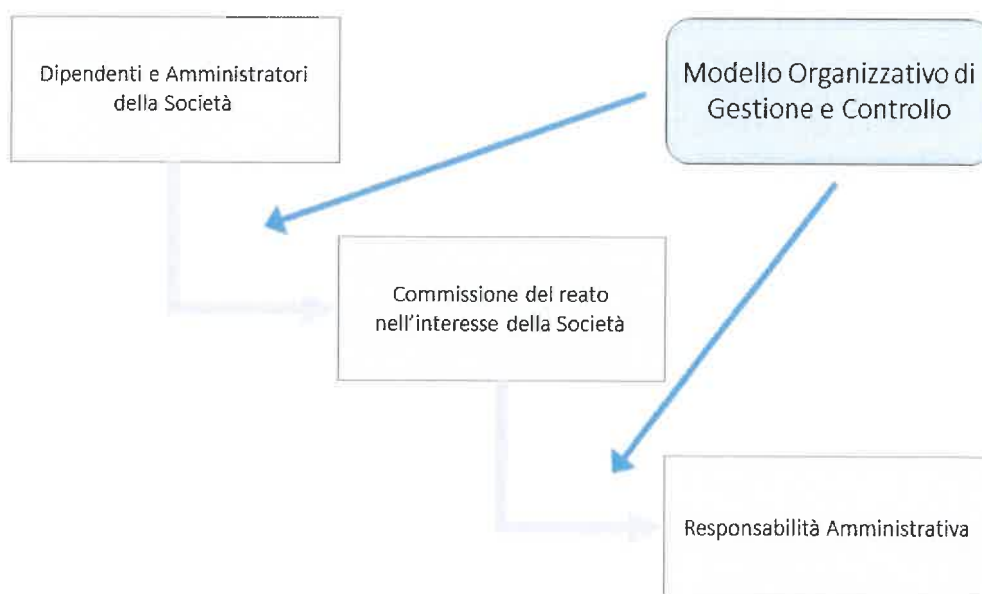 Dipendenti e Amministratori
della Società
Modello Organizzativo di
Gestione e Controllo
Commissione del reato
nell'interesse della Società
Responsabilità Amministrativa